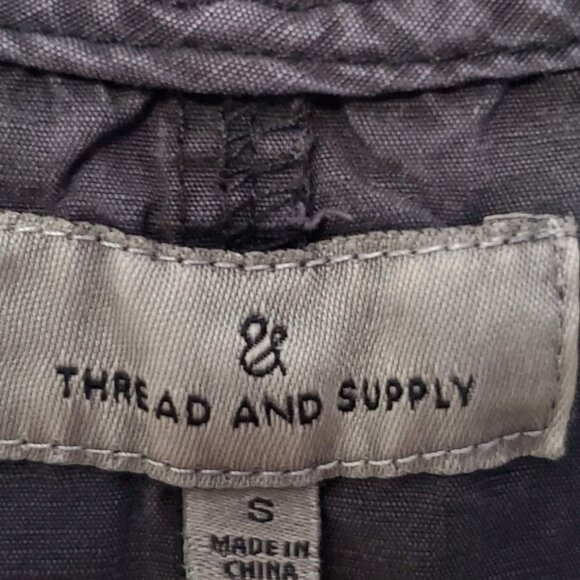 &
THREAD AND SUPPLY
S
MADE IN
CHINA